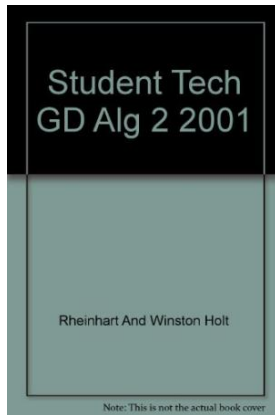 Student Tech
GD Alg 2 2001
Rheinhart And Winston Holt
Note: This is not the actual book cover